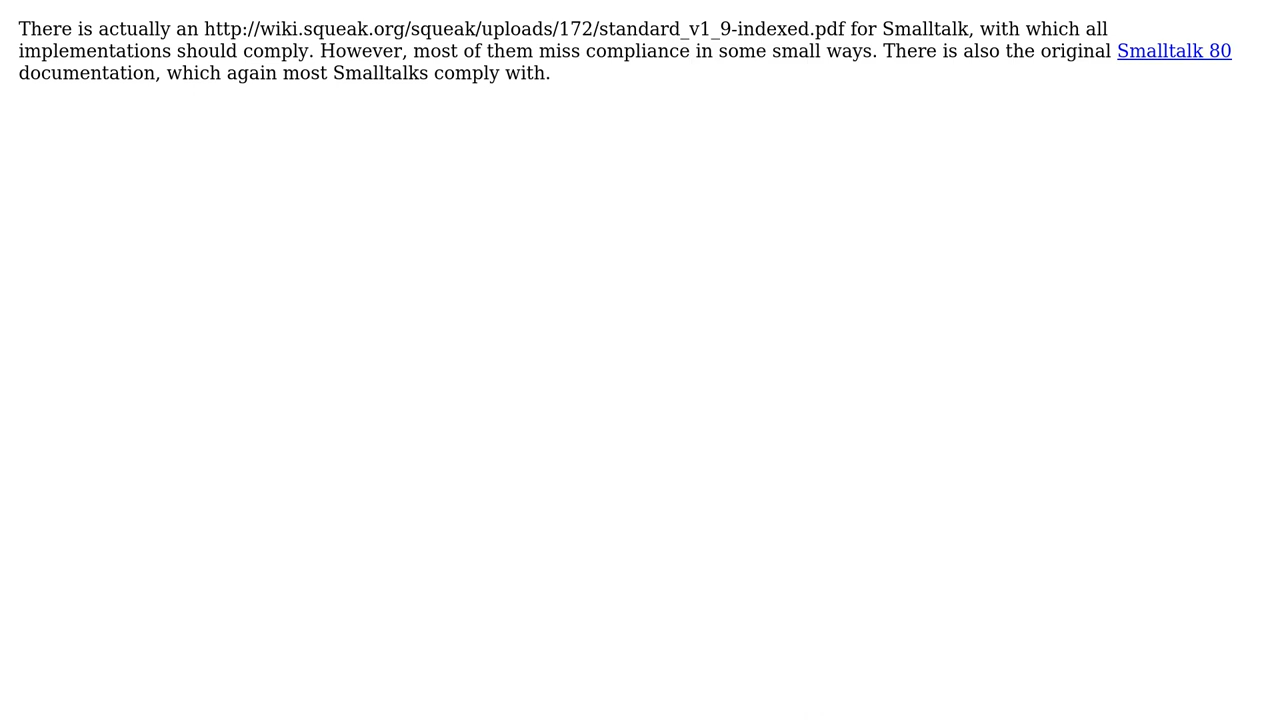 There is actually an http://wiki.squeak.org/squeak/uploads/172/standard_v1_9-indexed.pdf for Smalltalk, with which all
implementations should comply. However, most of them miss compliance in some small ways. There is also the original Smalltalk 80
documentation, which again most Smalltalks comply with.